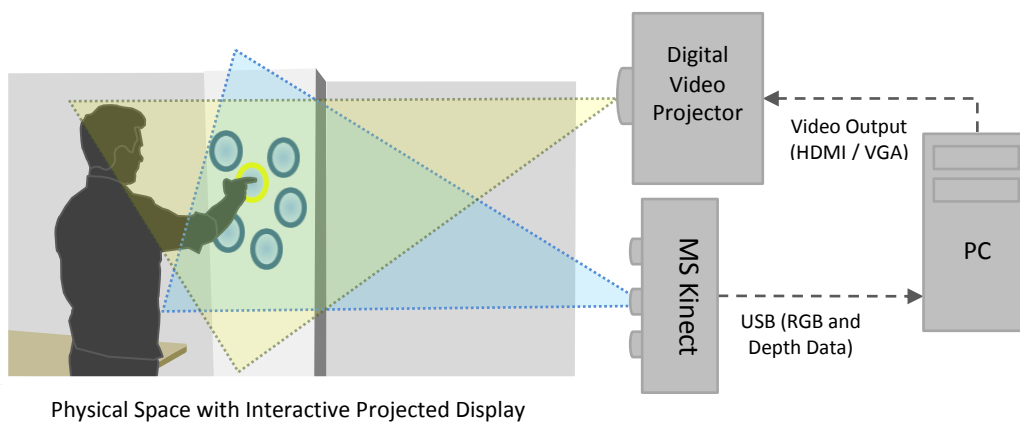 Digital
Video
Projector
Video Output
(HDMI / VGA)
PC
MS Kinect
USB (RGB and
Depth Data)
Physical Space with Interactive Projected Display